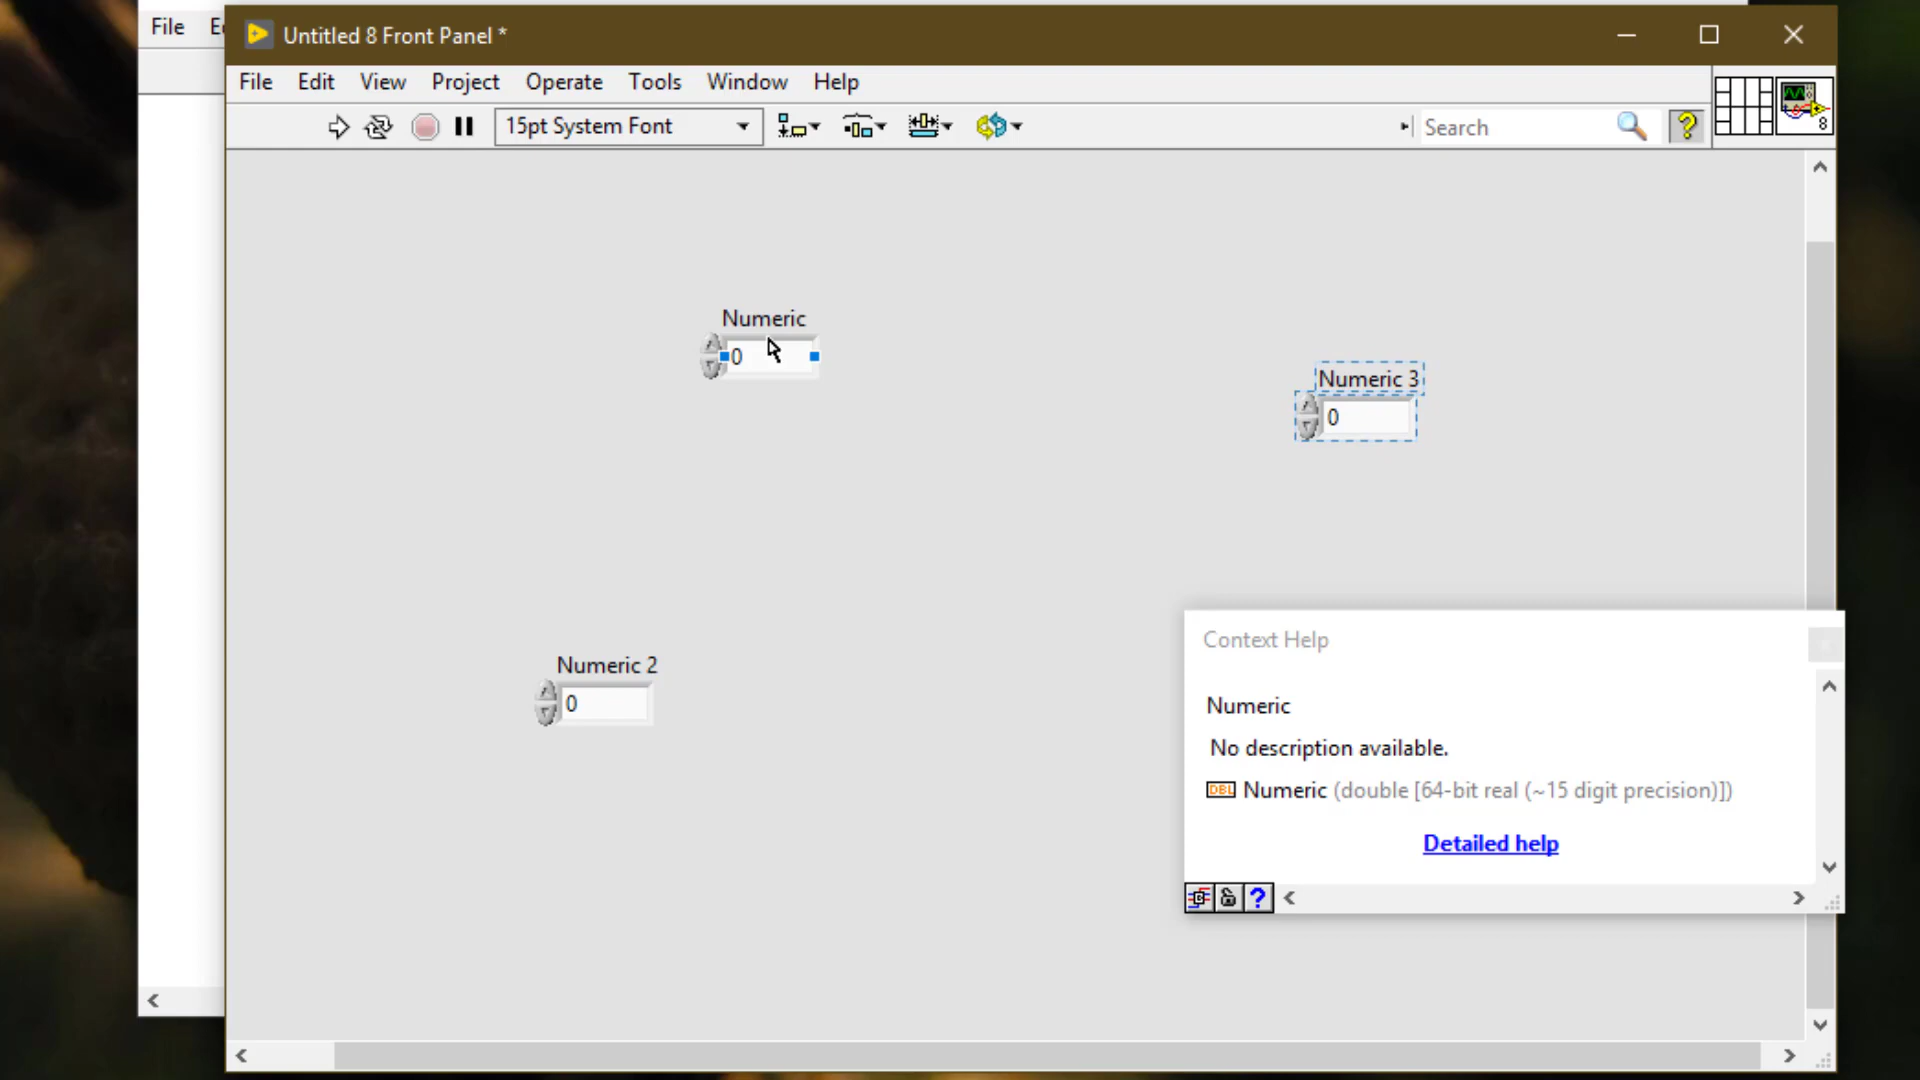 File
Untitled 8 Front Panel *
File Edit View Project Operate Tools Window Help
15pt System Font
Search
?
8
Numeric
0
Numeric 3
0
Numeric 2
0
Context Help
Numeric
No description available.
DBL Numeric (double [64-bit real (~15 digit precision)])
Detailed help
?